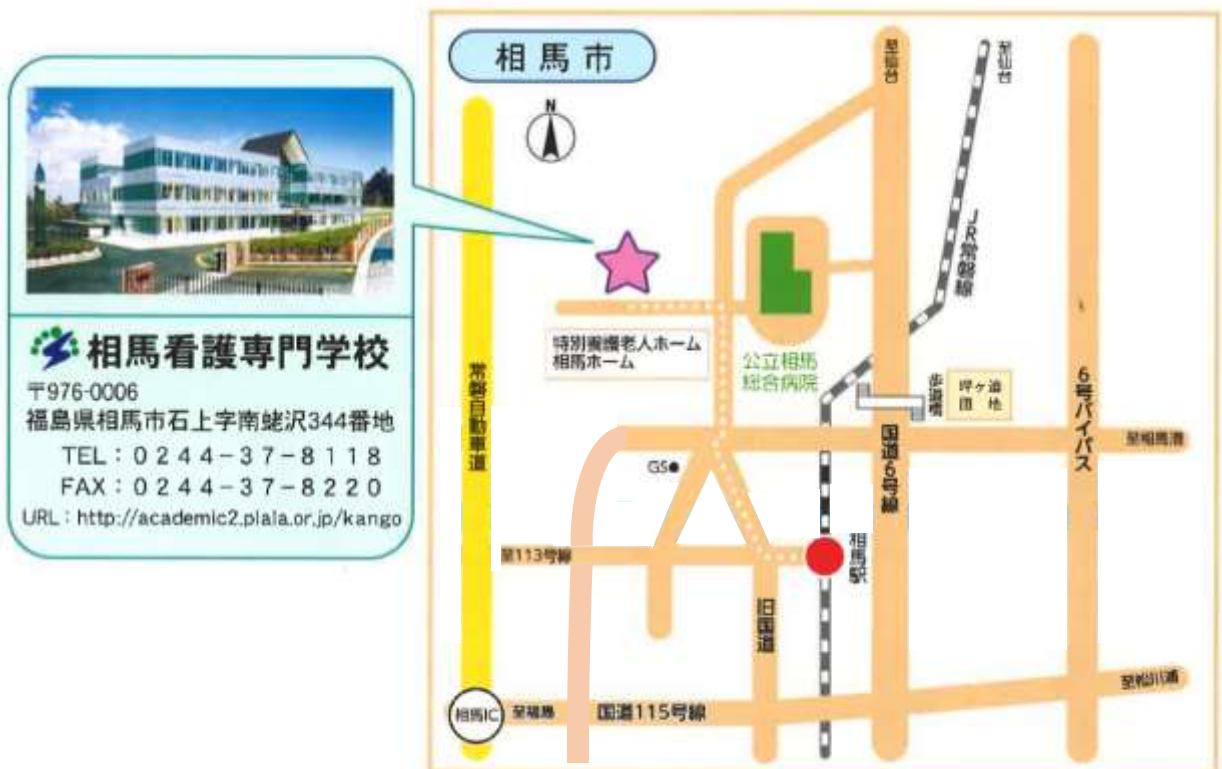 相馬市
N
至仙台
至仙台
JR常磐線
相馬看護専門学校
〒976-0006
福島県相馬市石上字南蛯沢344番地
TEL:0244-37-8118
FAX:0244-37-8220
URL:http://academic2.plala.or.jp/kango
常磐自動車道
特別養護老人ホーム
相馬ホーム
公立相馬
総合病院
歩道橋
団地
6号バイパス
国道6号線
至相馬港
GS
至113号線
相馬駅
旧国道
相馬IC
至福島
国道115号線
至松川浦